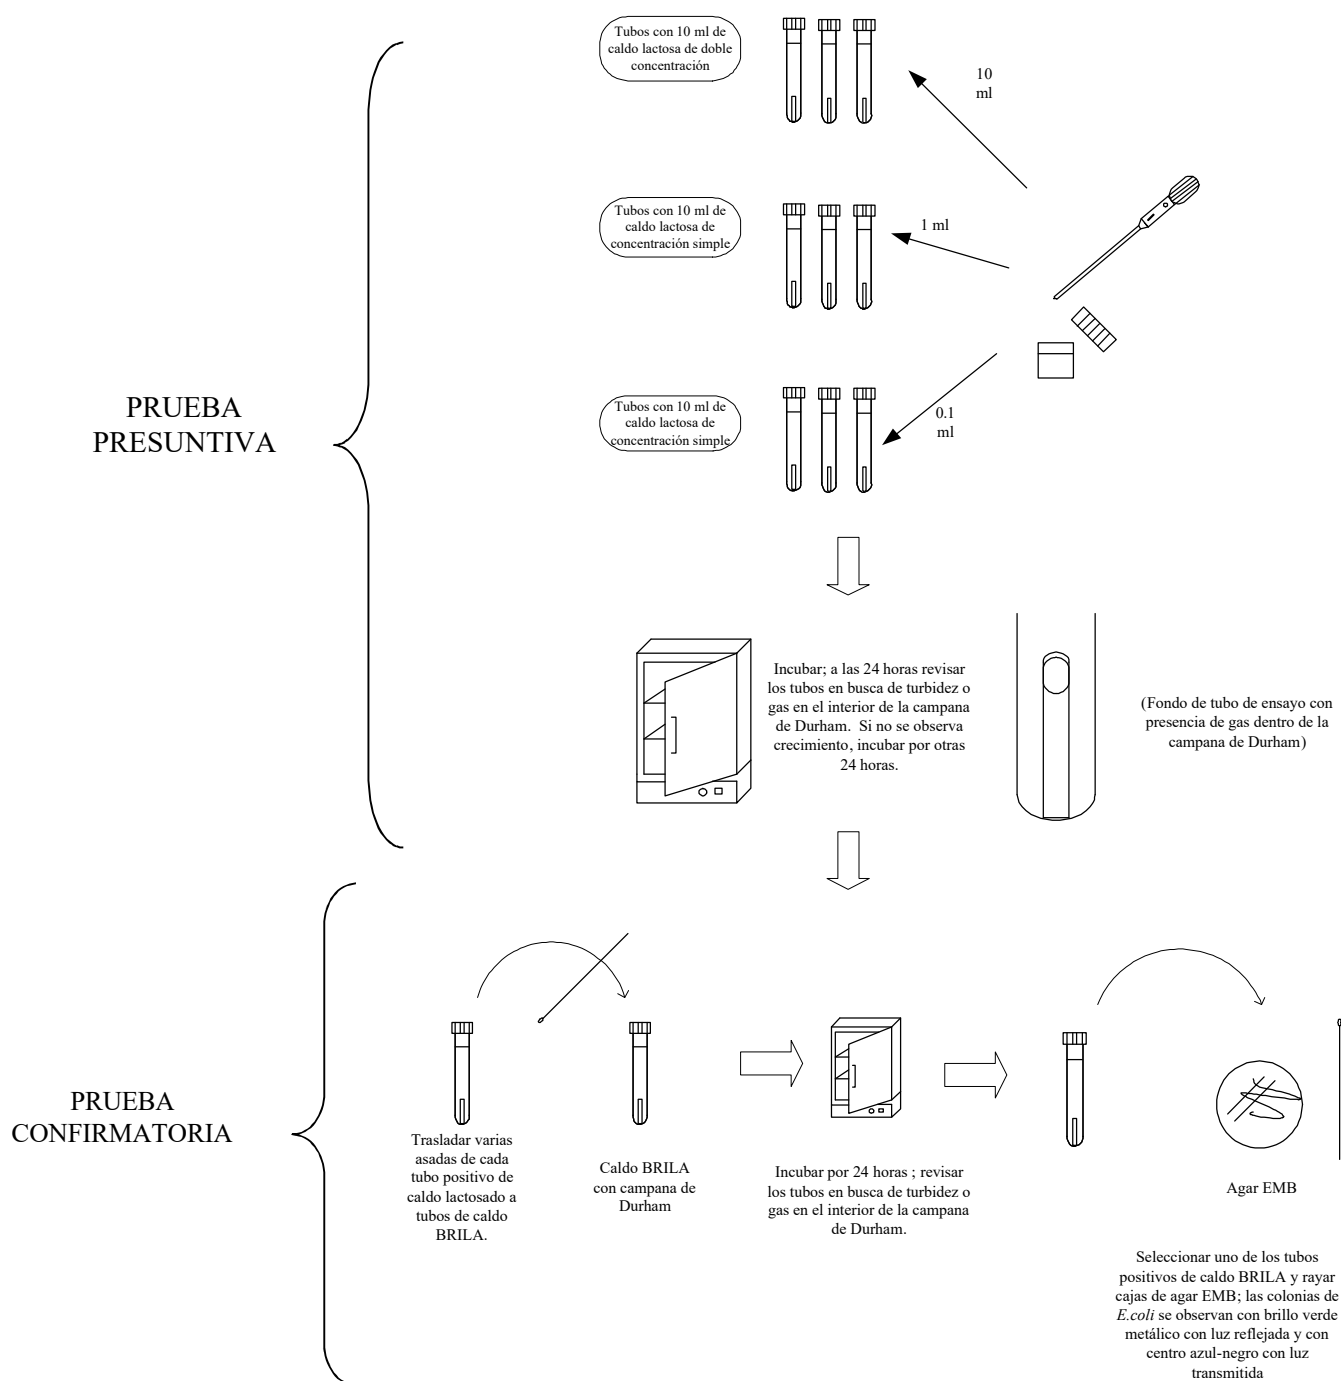 Tubos con 10 ml de
caldo lactosa de doble
concentración
10
ml
Tubos con 10 ml de
caldo lactosa de
concentración simple
1 ml
PRUEBA
PRESUNTIVA
Tubos con 10 ml de
caldo lactosa de
concentración simple
0.1
ml
Incubar; a las 24 horas revisar
los tubos en busca de turbidez o
gas en el interior de la campana
de Durham.  Si no se observa
crecimiento, incubar por otras
24 horas.
(Fondo de tubo de ensayo con
presencia de gas dentro de la
campana de Durham)
PRUEBA
CONFIRMATORIA
Trasladar varias
asadas de cada
tubo positivo de
caldo lactosado a
tubos de caldo
BRILA.
Caldo BRILA
con campana de
Durham
Incubar por 24 horas ; revisar
los tubos en busca de turbidez o
gas en el interior de la campana
de Durham.
Agar EMB
Seleccionar uno de los tubos
positivos de caldo BRILA y rayar
cajas de agar EMB; las colonias de
E.coli se observan con brillo verde
metálico con luz reflejada y con
centro azul-negro con luz
transmitida